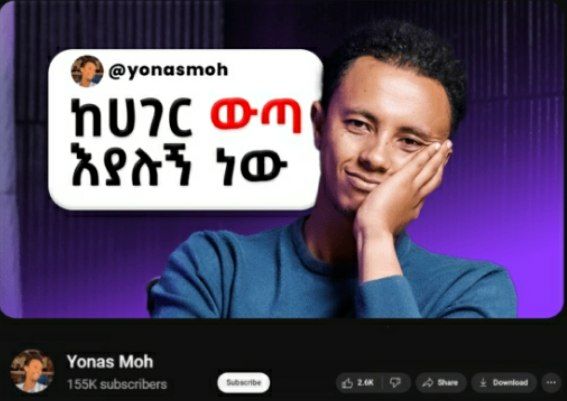 @yonasmoh
ከሀገር ውጣ
እያሉኝ ነው
Yonas Moh
155K subscribers
Subscribe
2.6K
Share
Download